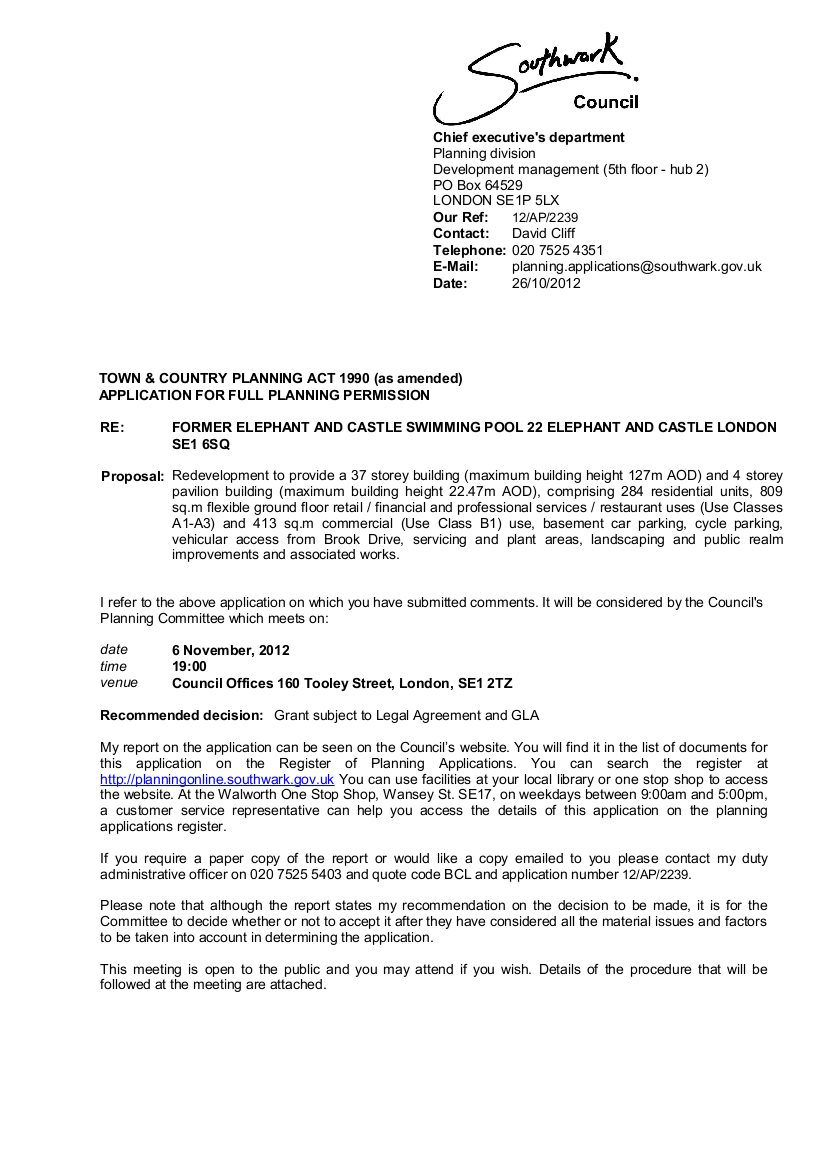 Southwark
Council
Chief executive's department
Planning division
Development management (5th floor - hub 2)
PO Box 64529
LONDON SE1P 5LX
Our Ref: 12/AP/2239
Contact: David Cliff
Telephone: 020 7525 4351
E-Mail: planning.applications@southwark.gov.uk
Date: 26/10/2012
TOWN & COUNTRY PLANNING ACT 1990 (as amended)
APPLICATION FOR FULL PLANNING PERMISSION
RE: FORMER ELEPHANT AND CASTLE SWIMMING POOL 22 ELEPHANT AND CASTLE LONDON
SE1 6SQ
Proposal: Redevelopment to provide a 37 storey building (maximum building height 127m AOD) and 4 storey
pavilion building (maximum building height 22.47m AOD), comprising 284 residential units, 809
sq.m flexible ground floor retail / financial and professional services / restaurant uses (Use Classes
A1-A3) and 413 sq.m commercial (Use Class B1) use, basement car parking, cycle parking,
vehicular access from Brook Drive, servicing and plant areas, landscaping and public realm
improvements and associated works.
I refer to the above application on which you have submitted comments. It will be considered by the Council's
Planning Committee which meets on:
date 6 November, 2012
time 19:00
venue Council Offices 160 Tooley Street, London, SE1 2TZ
Recommended decision: Grant subject to Legal Agreement and GLA
My report on the application can be seen on the Council’s website. You will find it in the list of documents for
this application on the Register of Planning Applications. You can search the register at
http://planningonline.southwark.gov.uk You can use facilities at your local library or one stop shop to access
the website. At the Walworth One Stop Shop, Wansey St. SE17, on weekdays between 9:00am and 5:00pm,
a customer service representative can help you access the details of this application on the planning
applications register.
If you require a paper copy of the report or would like a copy emailed to you please contact my duty
administrative officer on 020 7525 5403 and quote code BCL and application number 12/AP/2239.
Please note that although the report states my recommendation on the decision to be made, it is for the
Committee to decide whether or not to accept it after they have considered all the material issues and factors
to be taken into account in determining the application.
This meeting is open to the public and you may attend if you wish. Details of the procedure that will be
followed at the meeting are attached.